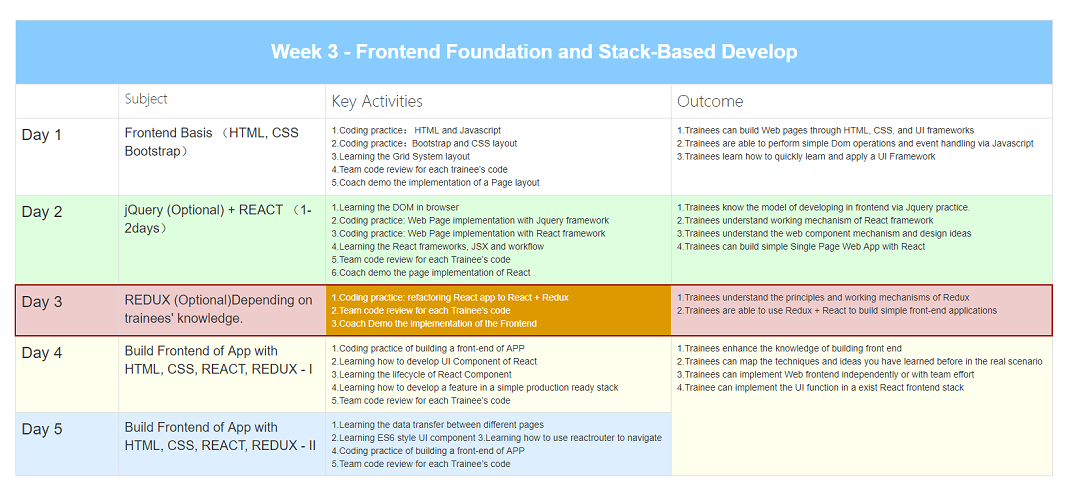 Week 3 - Frontend Foundation and Stack-Based Develop
Subject
Key Activities
Outcome
Day 1
Frontend Basis （HTML, CSS
Bootstrap）
1.Coding practice： HTML and Javascript
2.Coding practice：Bootstrap and CSS layout
3.Learning the Grid System layout
4.Team code review for each trainee's code
5.Coach demo the implementation of a Page layout
1.Trainees can build Web pages through HTML, CSS, and UI frameworks
2.Trainees are able to perform simple Dom operations and event handling via Javascript
3.Trainees learn how to quickly learn and apply a UI Framework
Day 2
jQuery (Optional) + REACT （1-
2days）
1.Learning the DOM in browser
2.Coding practice: Web Page implementation with Jquery framework
3.Coding practice: Web Page implementation with React framework
4.Learning the React frameworks, JSX and workflow
5.Team code review for each Trainee's code
6.Coach demo the page implementation of React
1.Trainees know the model of developing in frontend via Jquery practice.
2.Trainees understand working mechanism of React framework
3.Trainees understand the web component mechanism and design ideas
4.Trainees can build simple Single Page Web App with React
Day 3
REDUX (Optional)Depending on
trainees' knowledge.
1.Coding practice: refactoring React app to React + Redux
2.Team code review for each Trainee's code
3.Coach Demo the implementation of the Frontend
1.Trainees understand the principles and working mechanisms of Redux
2.Trainees are able to use Redux + React to build simple front-end applications
Day 4
Build Frontend of App with
HTML, CSS, REACT, REDUX - I
1.Coding practice of building a front-end of APP
2.Learning how to develop UI Component of React
3.Learning the lifecycle of React Component
4.Learning how to develop a feature in a simple production ready stack
5.Team code review for each Trainee's code
1.Trainees enhance the knowledge of building front end
2.Trainees can map the techniques and ideas you have learned before in the real scenario
3.Trainees can implement Web frontend independently or with team effort
4.Trainee can implement the UI function in a exist React frontend stack
Day 5
Build Frontend of App with
HTML, CSS, REACT, REDUX - II
1.Learning the data transfer between different pages
2.Learning ES6 style UI component 3.Learning how to use reactrouter to navigate
4.Coding practice of building a front-end of APP
5.Team code review for each Trainee's code